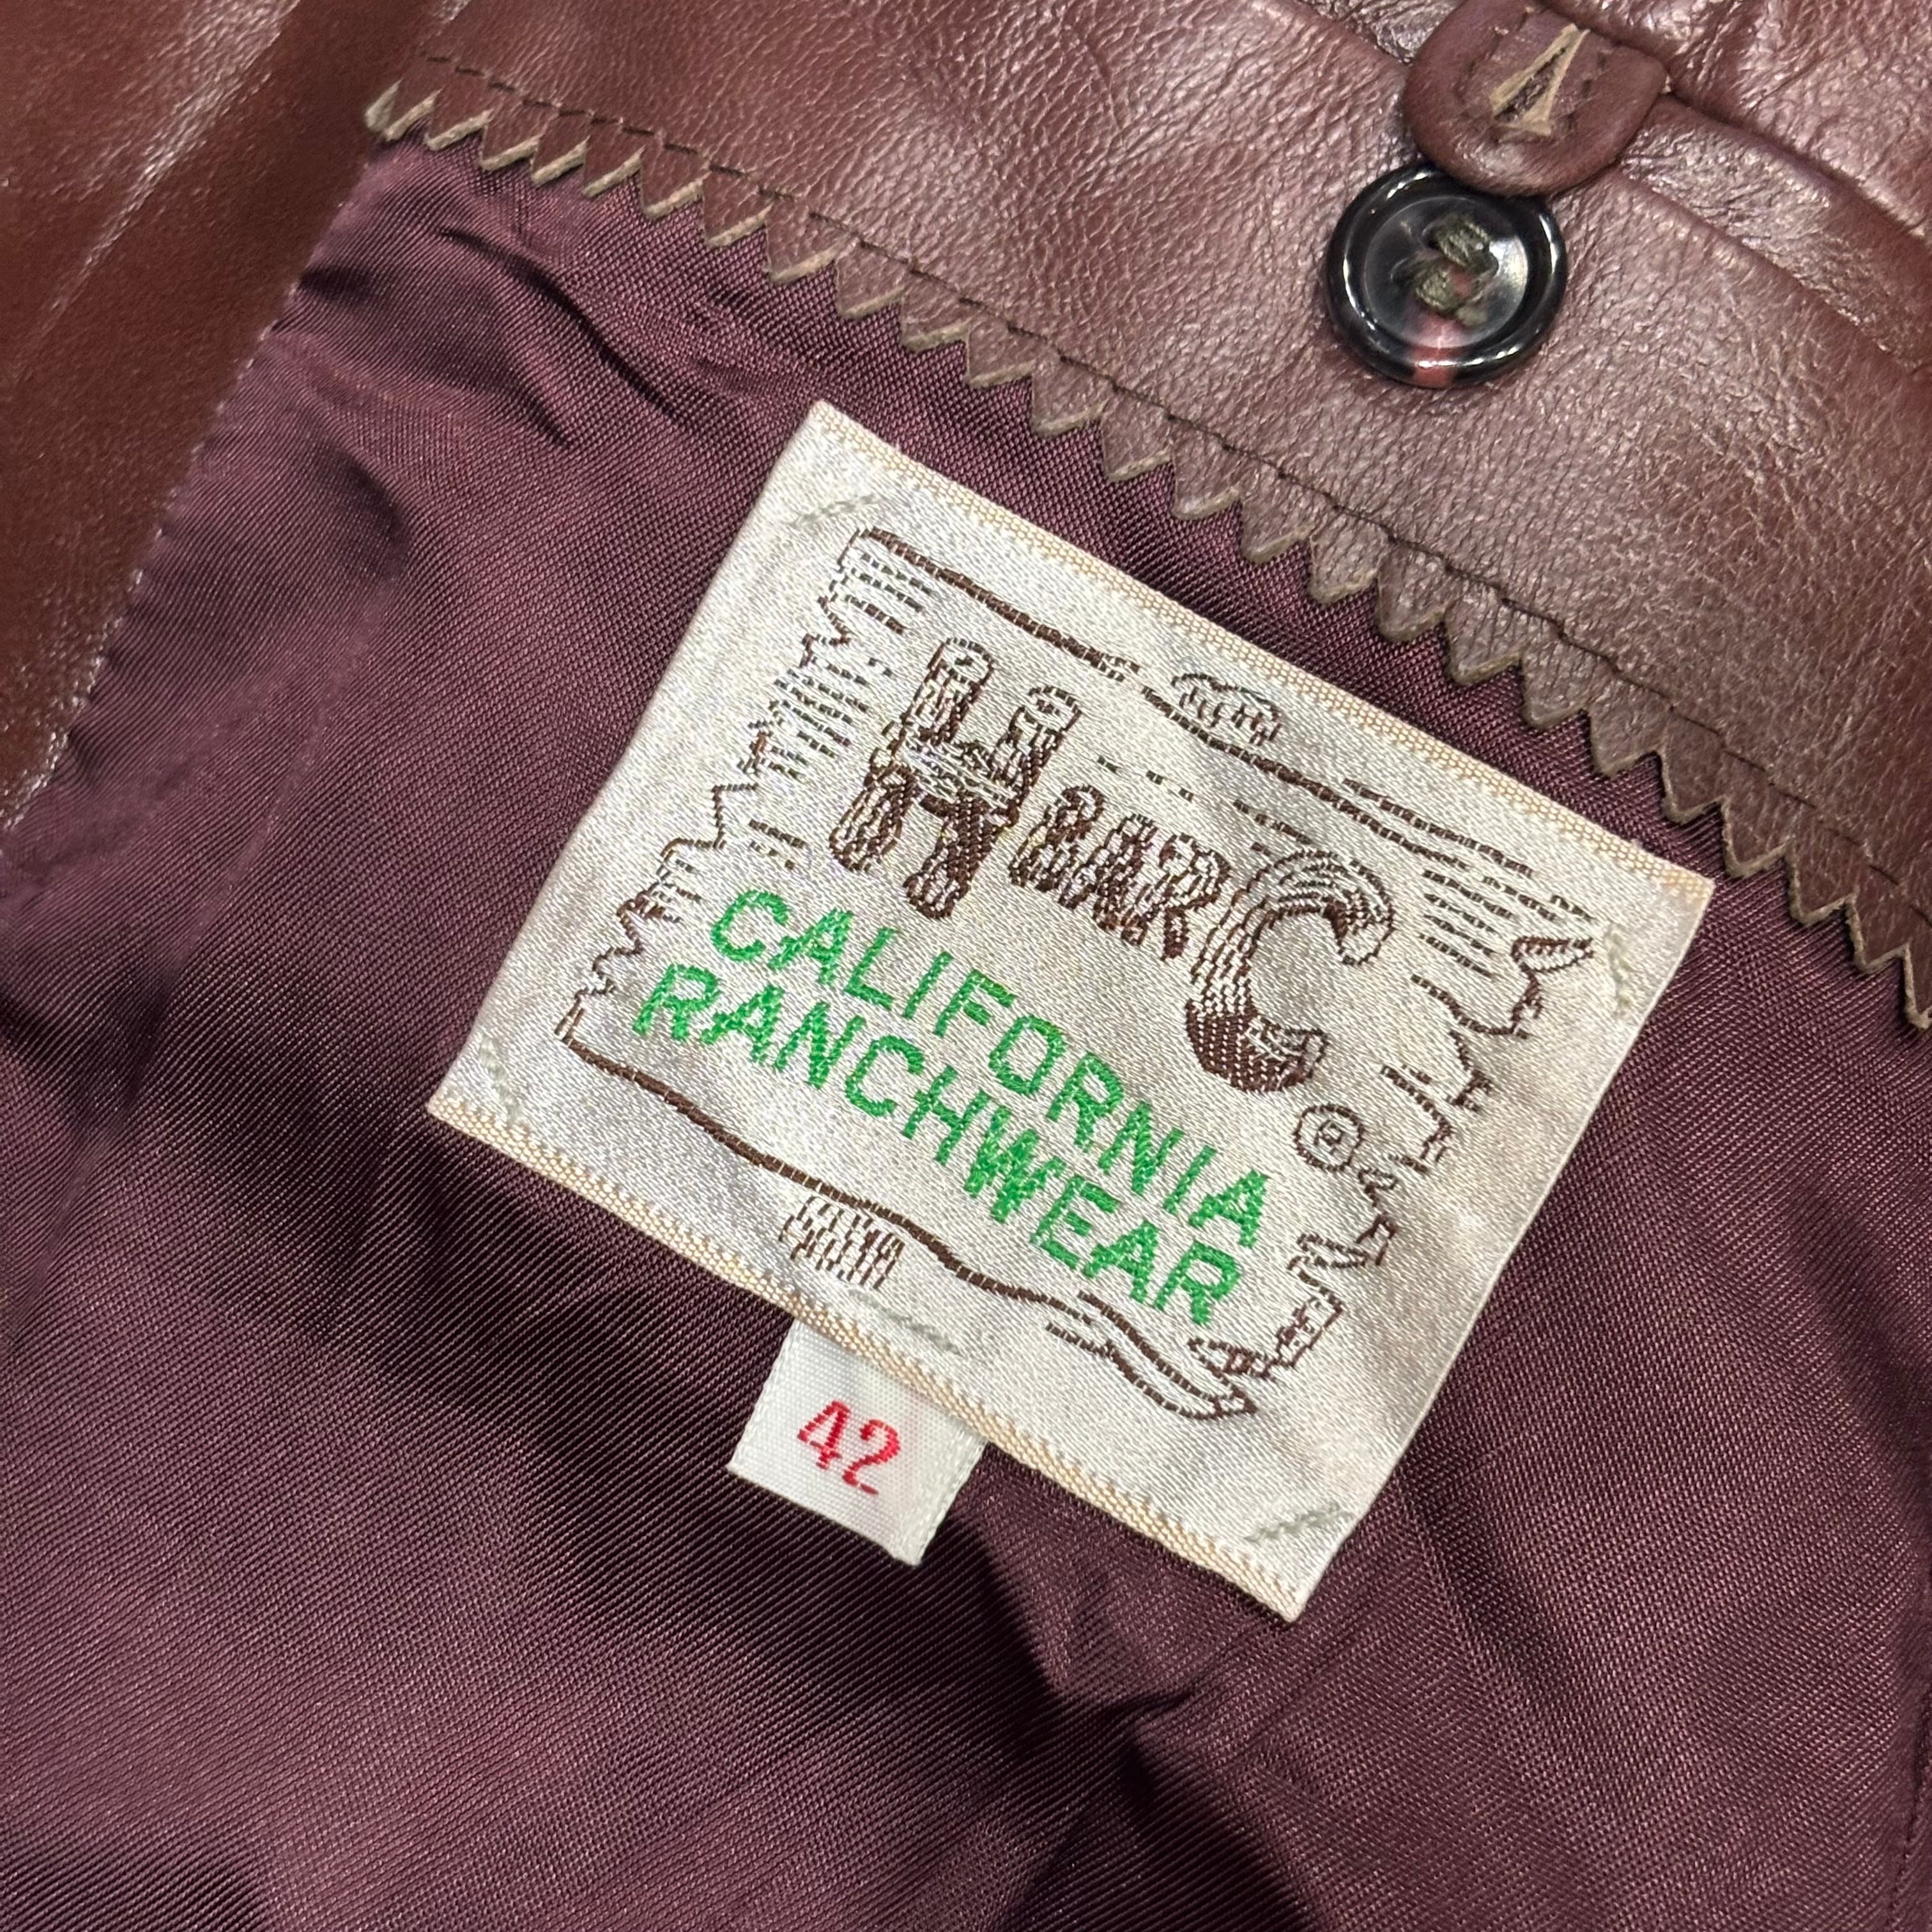 H BAR C
CALIFORNIA
RANCHWEAR
®
42